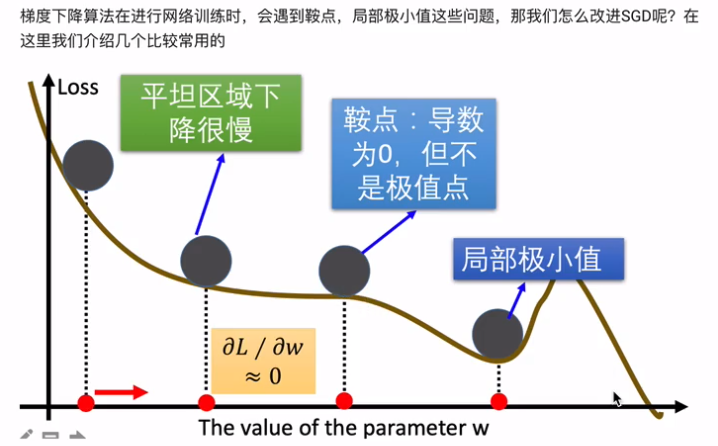 梯度下降算法在进行网络训练时，会遇到鞍点，局部极小值这些问题，那我们怎么改进SGD呢？在
这里我们介绍几个比较常用的
Loss
平坦区域下
降很慢
鞍点：导数
为0，但不
是极值点
局部极小值
∂L / ∂w
≈ 0
The value of the parameter w